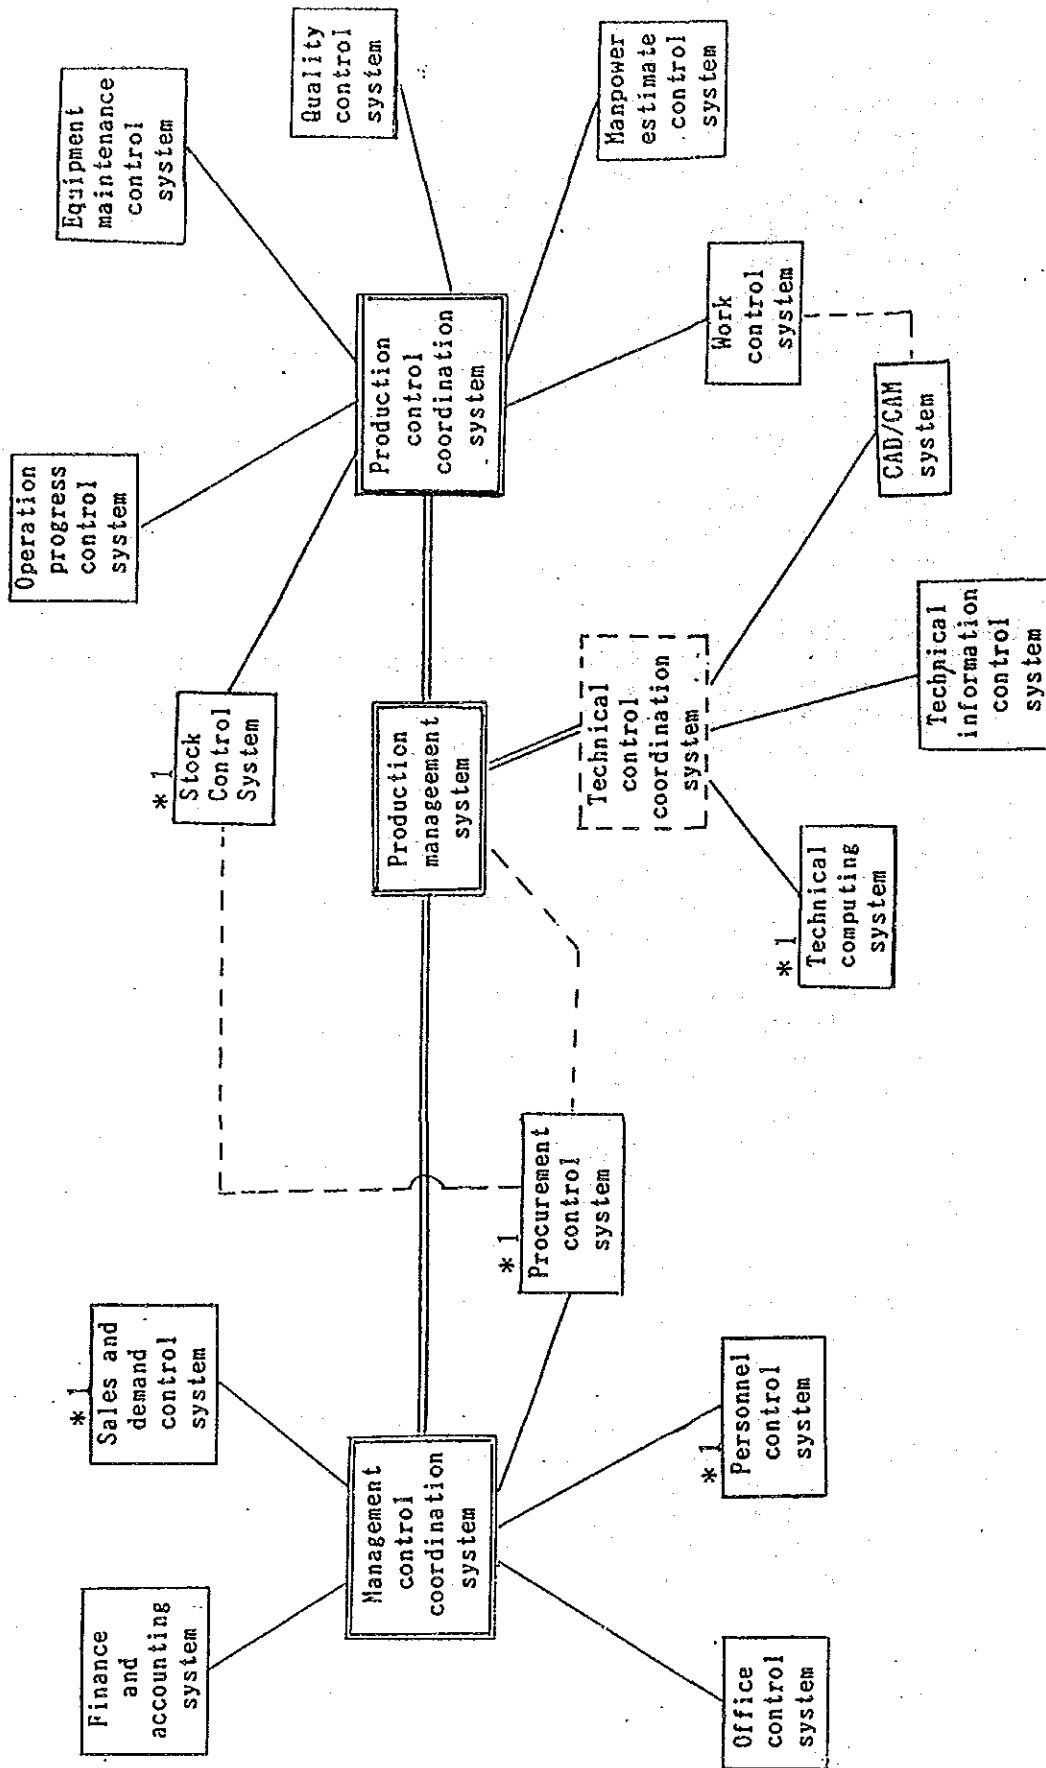 Finance
and
accounting
system
* 1
Sales and
demand
control
system
Management
control
coordination
system
Office
control
system
* 1
Personnel
control
system
* 1
Procurement
control
system
* 1
Stock
Control
System
Production
management
system
Technical
control
coordination
system
* 1
Technical
computing
system
Technical
information
control
system
CAD/CAM
system
Operation
progress
control
system
Production
control
coordination
system
Work
control
system
Equipment
maintenance
control
system
Quality
control
system
Manpower
estimate
control
system